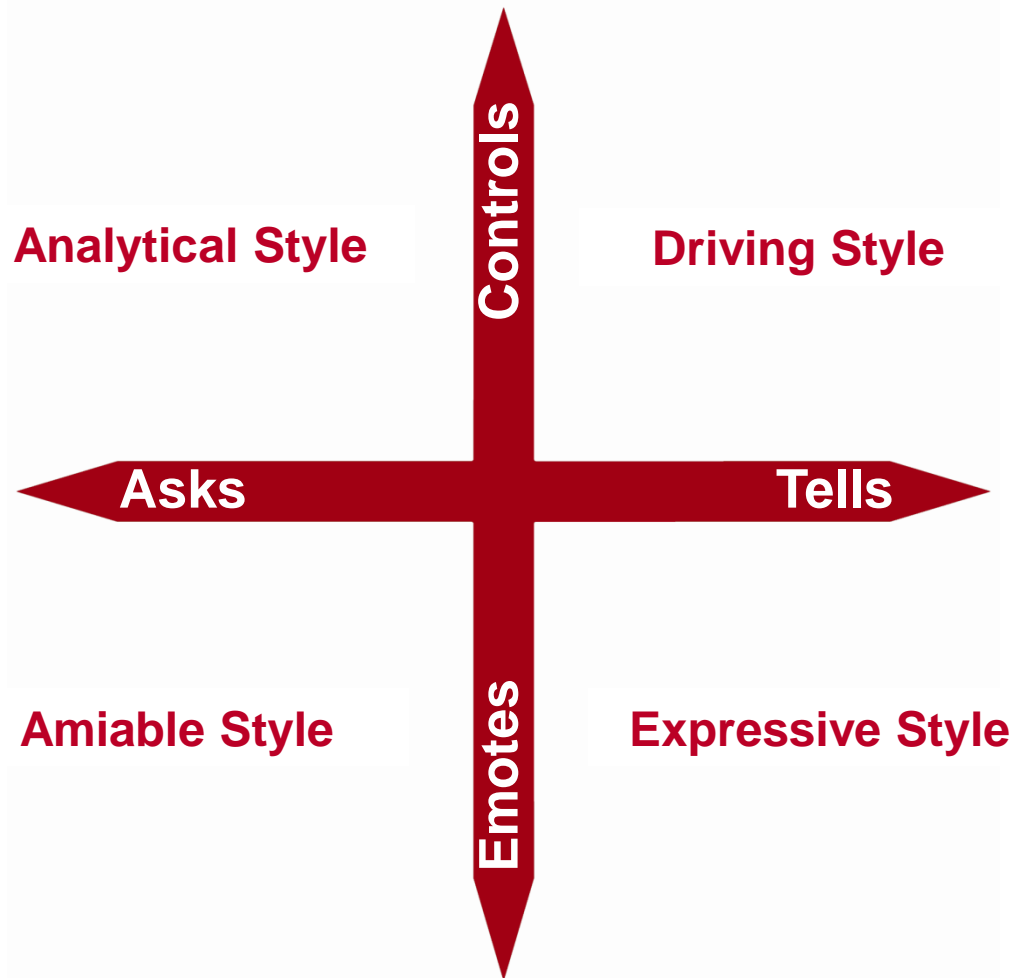 Controls
Analytical Style
Driving Style
Asks
Tells
Amiable Style
Expressive Style
Emotes